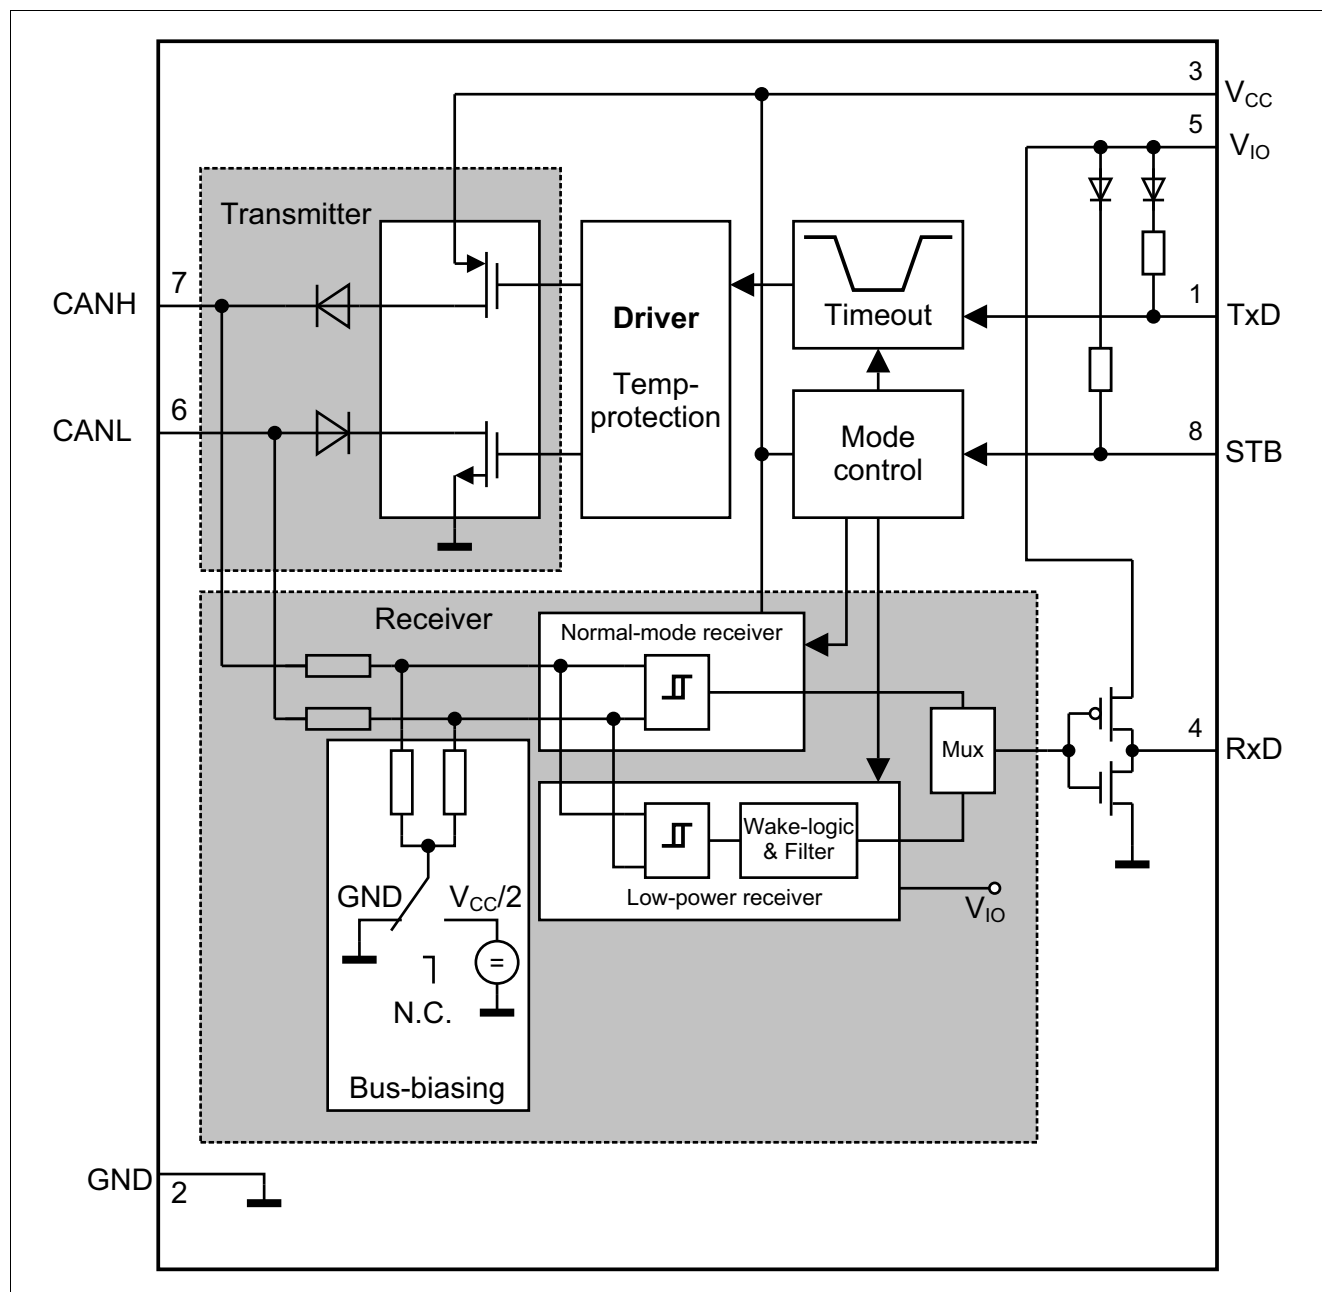 3
VCC
5
VIO
Transmitter
7
CANH
Driver
Temp-
protection
Timeout
1
TxD
6
CANL
Mode
control
8
STB
Receiver
Normal-mode receiver
Mux
4
RxD
Wake-logic
& Filter
Low-power receiver
VIO
GND
VCC/2
=
N.C.
Bus-biasing
GND
2